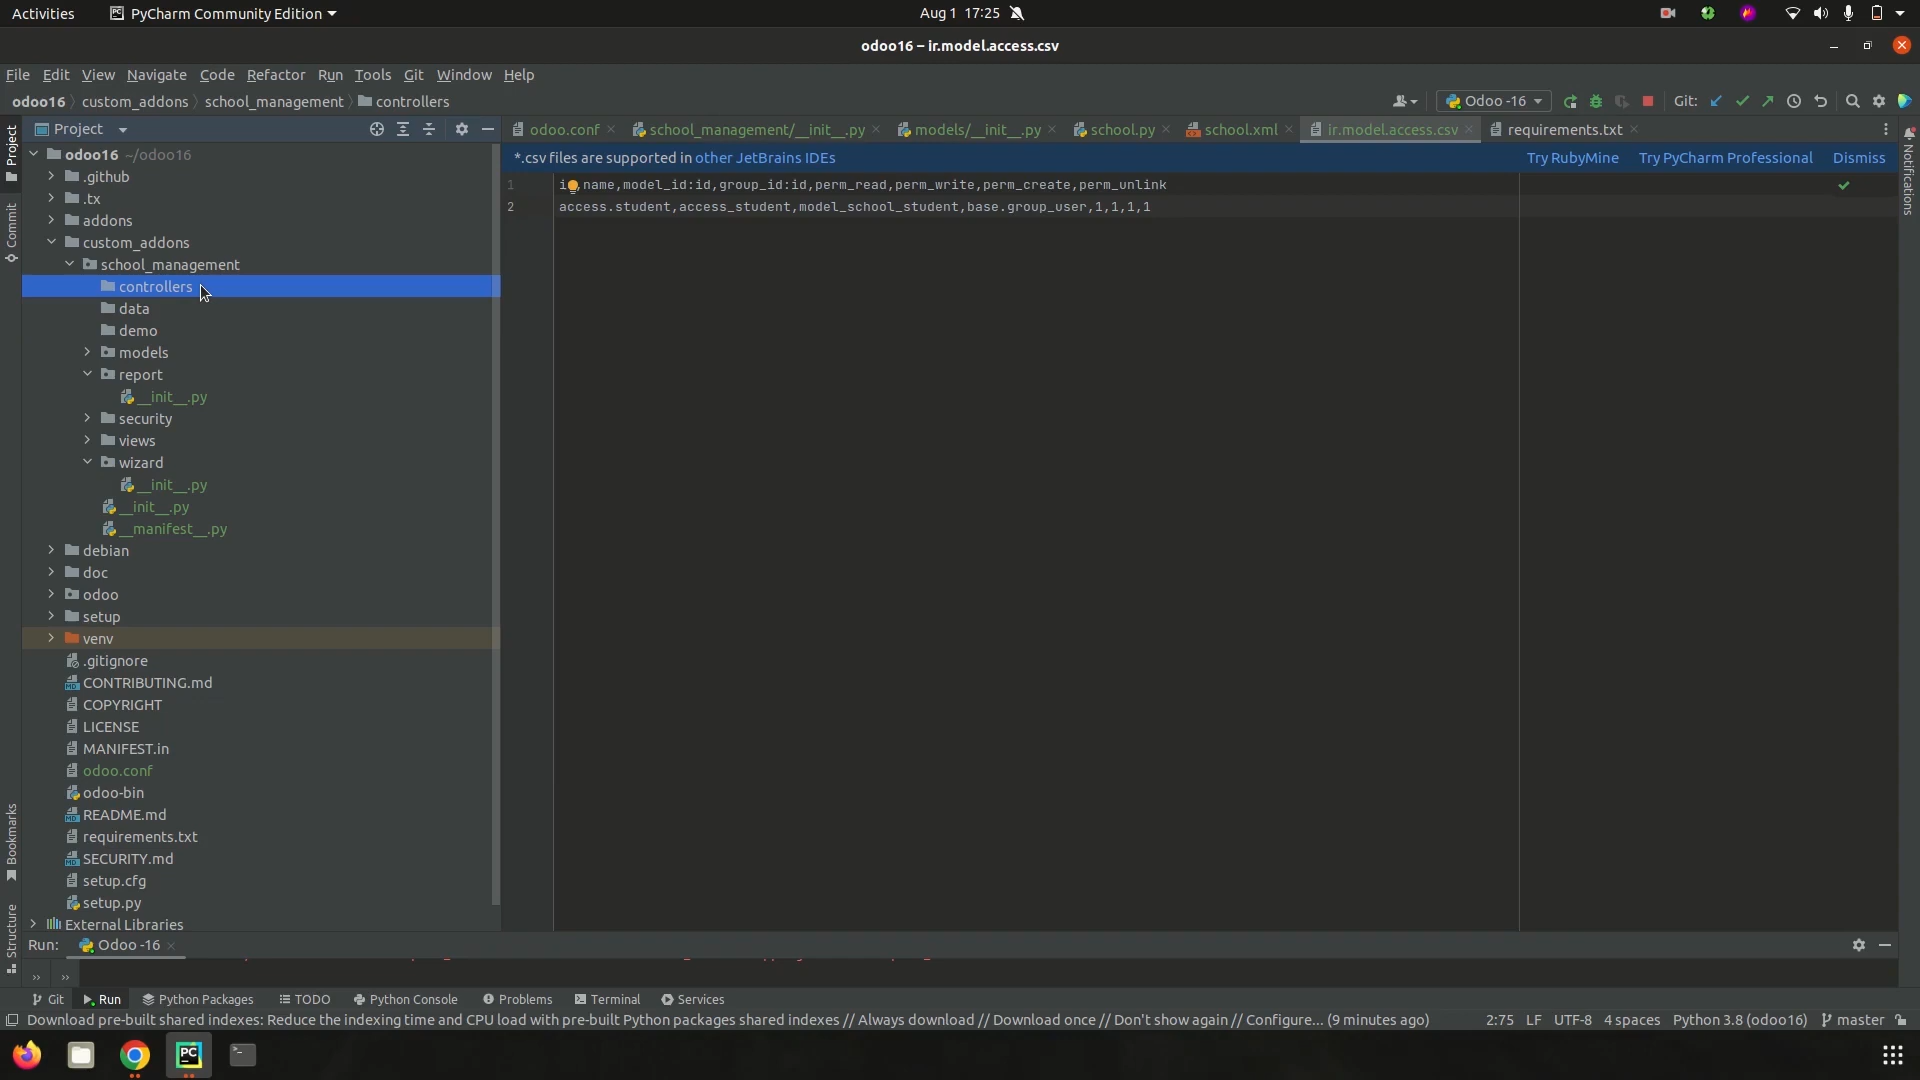 Activities
PyCharm Community Edition
Aug 1 17:25
odoo16 – ir.model.access.csv
File Edit View Navigate Code Refactor Run Tools Git Window Help
odoo16 custom_addons school_management controllers
Odoo -16
Git:
Project
odoo.conf
school_management/__init__.py
models/__init__.py
school.py
school.xml
ir.model.access.csv
requirements.txt
*.csv files are supported in other JetBrains IDEs
Try RubyMine Try PyCharm Professional Dismiss
1
name,model_id:id,group_id:id,perm_read,perm_write,perm_create,perm_unlink
2
access.student,access_student,model_school_student,base.group_user,1,1,1,1
odoo16 ~/odoo16
.github
.tx
addons
custom_addons
school_management
controllers
data
demo
models
report
__init__.py
security
views
wizard
__init__.py
__init__.py
__manifest__.py
debian
doc
odoo
setup
venv
.gitignore
CONTRIBUTING.md
COPYRIGHT
LICENSE
MANIFEST.in
odoo.conf
odoo-bin
README.md
requirements.txt
SECURITY.md
setup.cfg
setup.py
External Libraries
Project
Commit
Bookmarks
Structure
Notifications
Run: Odoo -16
Git Run Python Packages TODO Python Console Problems Terminal Services
Download pre-built shared indexes: Reduce the indexing time and CPU load with pre-built Python packages shared indexes // Always download // Download once // Don't show again // Configure... (9 minutes ago)
2:75 LF UTF-8 4 spaces Python 3.8 (odoo16) master